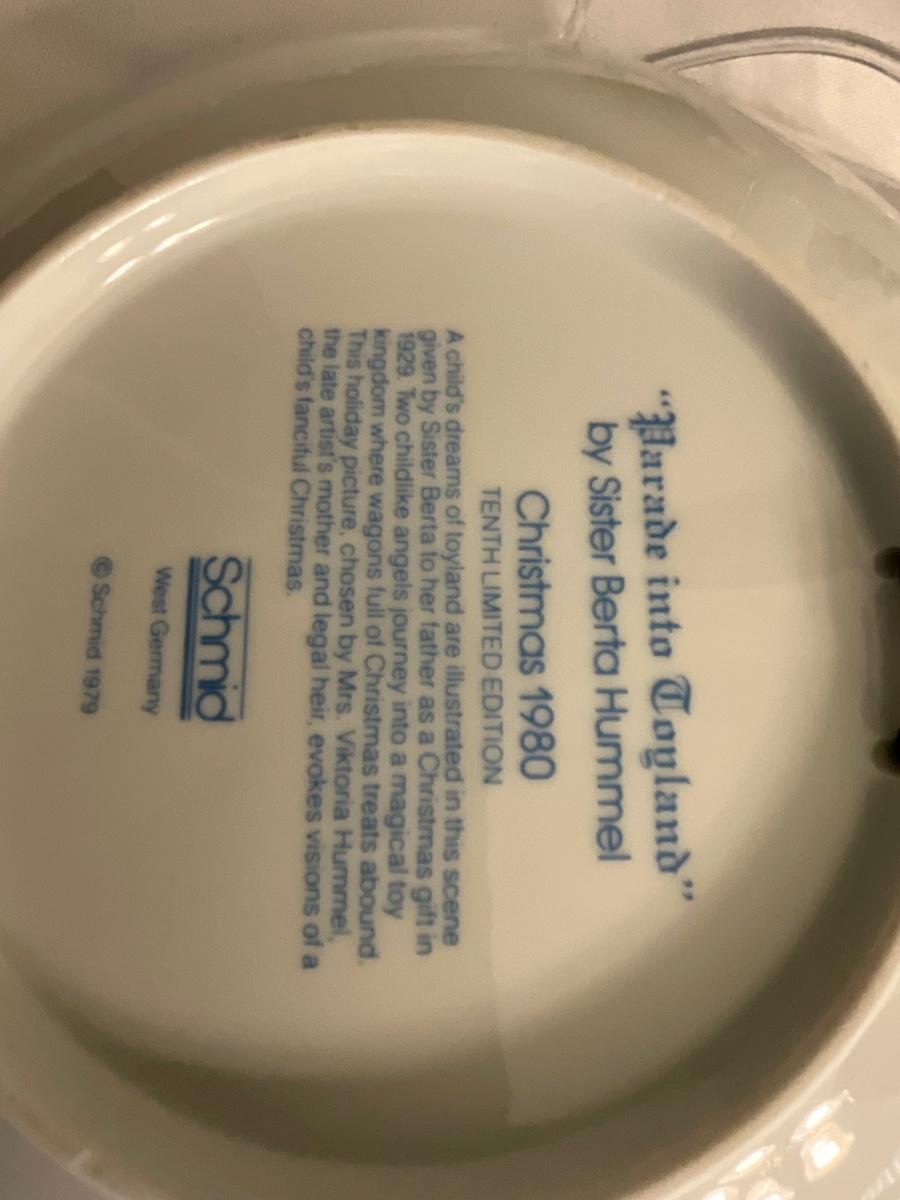 “Parade into Toyland”
by Sister Berta Hummel
Christmas 1980
TENTH LIMITED EDITION
A child's dreams of toyland are illustrated in this scene
given by Sister Berta to her father as a Christmas gift in
1929. Two childlike angels journey into a magical toy
kingdom where wagons full of Christmas treats abound.
This holiday picture, chosen by Mrs. Viktoria Hummel,
the late artist's mother and legal heir, evokes visions of a
child's fanciful Christmas.
Schmid
West Germany
© Schmid 1979